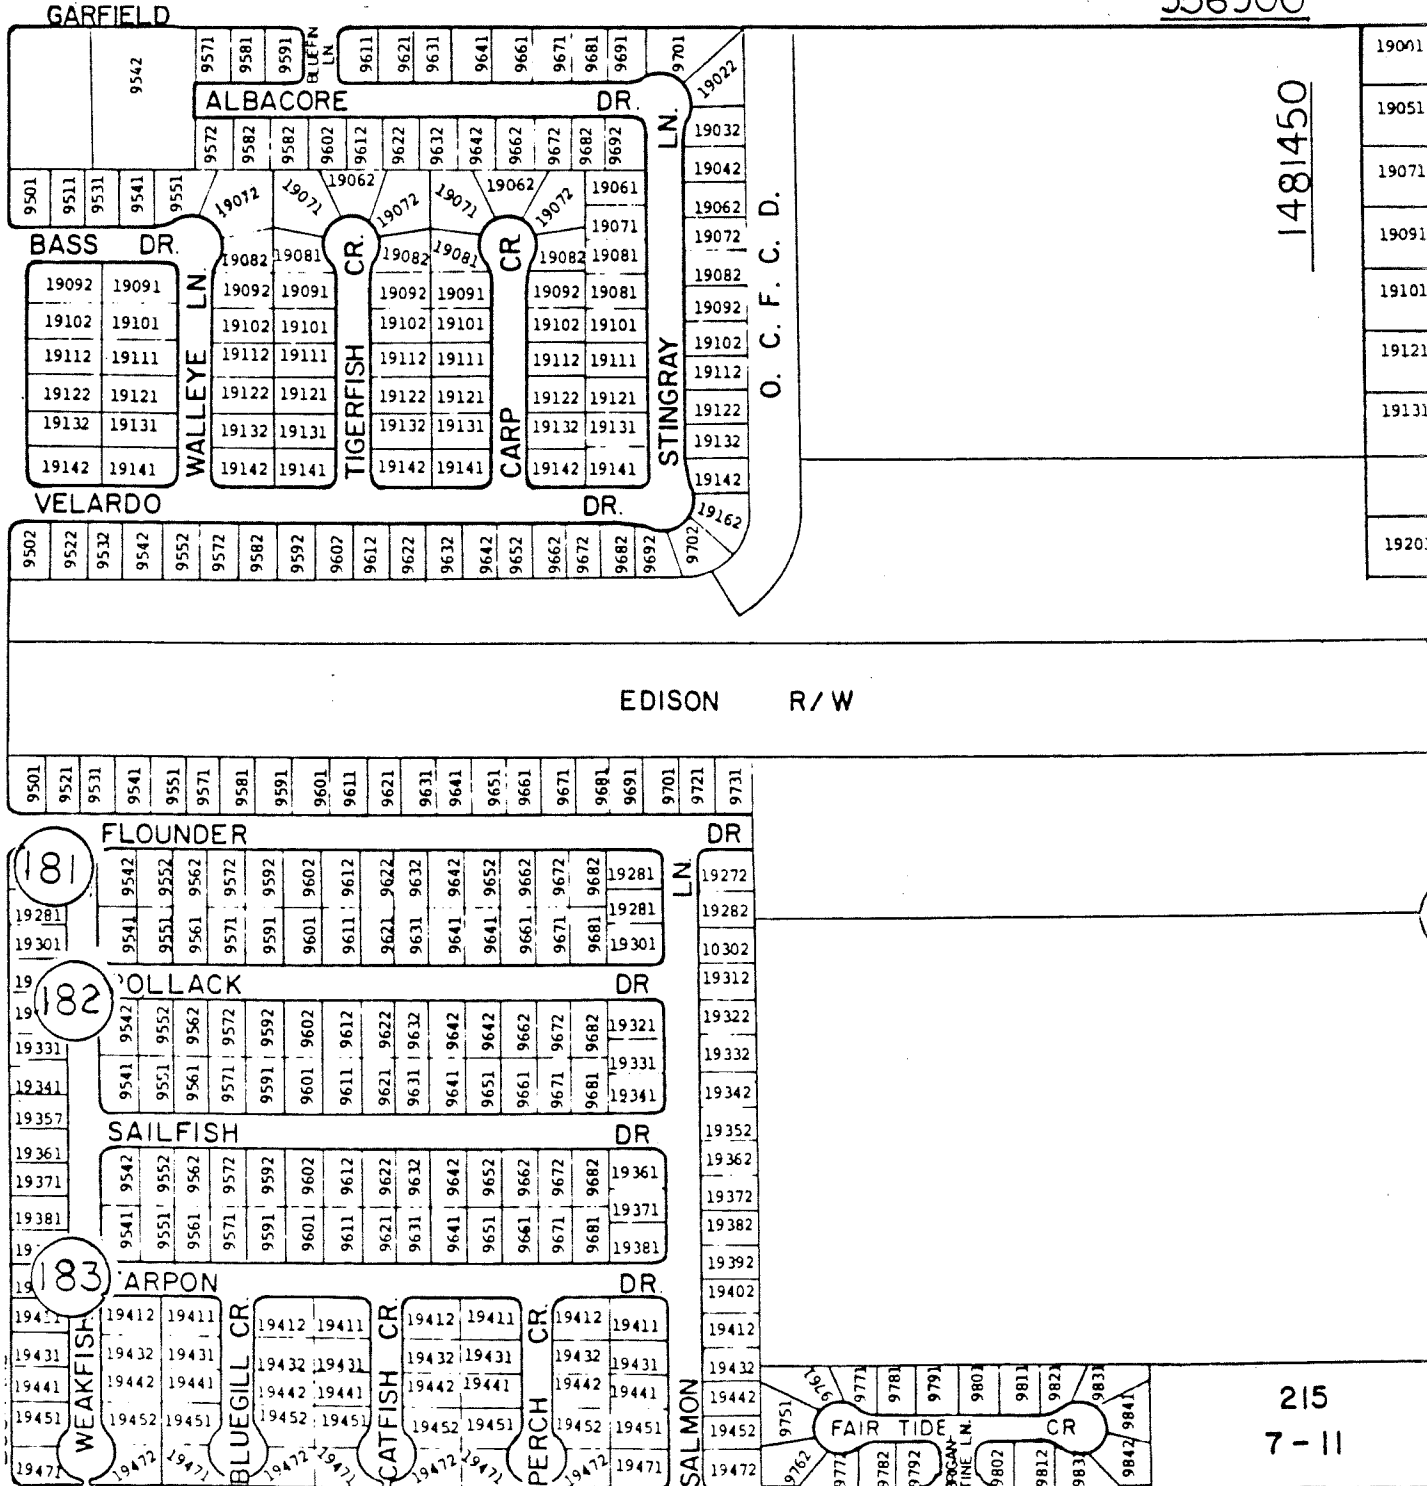 GARFIELD
558500
9542 9571 9581 9591 BLUEFIN LN. 9611 9621 9631 9641 9661 9671 9681 9691 9701 19022
ALBACORE DR.
9572 9582 9582 9602 9612 9622 9632 9642 9662 9672 9682 9692
LN.
19032
19042
9501 9511 9531 9541 9551 19072 19071 19062 19072 19071 19062 19072 19061
19062
19071
19072
BASS DR.
19082 19081 CR. 19082 19081 CR. 19082 19081
19082
19092 19091 LN. 19092 19091 19092 19091 19092 19081
19092
19102 19101 19102 19101 19102 19101 19102 19101
19102
19112 19111 19112 19111 19112 19111 19112 19111
19112
19122 19121 19122 19121 19122 19121 19122 19121
19122
19132 19131 19132 19131 19132 19131 19132 19131
19132
19142 19141 19142 19141 19142 19141 19142 19141
19142
WALLEYE
TIGERFISH
CARP
STINGRAY
O. C. F. C. D.
1481450
19001
19051
19071
19091
19101
19121
19131
1920
VELARDO DR.
19162
9502 9522 9532 9542 9552 9572 9582 9592 9602 9612 9622 9632 9642 9652 9662 9672 9682 9692 9702
EDISON R/W
9501 9521 9531 9541 9551 9571 9581 9591 9601 9611 9621 9631 9641 9651 9661 9671 9681 9691 9701 9721 9731
FLOUNDER DR
181
9542 9552 9562 9572 9592 9602 9612 9622 9632 9642 9652 9662 9672 9682 19281 LN. 19272
19281 19281 19282
19301 9541 9551 9561 9571 9591 9601 9611 9621 9631 9641 9641 9661 9671 9681 19301 10302
POLLACK DR
19312
182
9542 9552 9562 9572 9592 9602 9612 9622 9632 9642 9642 9662 9672 9682 19321 19322
19331 19331 19332
19341 9541 9551 9561 9571 9591 9601 9611 9621 9631 9641 9651 9661 9671 9681 19341 19342
19357
SAILFISH DR
19352
19361 9542 9552 9562 9572 9592 9602 9612 9622 9632 9642 9652 9662 9672 9682 19361 19362
19371 19371 19372
19381 9541 9551 9561 9571 9591 9601 9611 9621 9631 9641 9651 9661 9671 9681 19381 19382
19392
183
TARPON DR.
19402
19412 19411 19412 19411 19412 19411 19412 19411 19412
19431 19432 19431 19432 19431 19432 19431 19432 19431 19432
19441 19442 19441 19442 19441 19442 19441 19442 19441 19442
19451 19452 19451 19452 19451 19452 19451 19451 19452
19471 19472 19471 19472 19471 19472 19471 19472 19471 19472
WEAKFISH
BLUEGILL CR.
CATFISH CR
PERCH CR.
SALMON
9751 9761 9771 9781 9791 9801 9811 9821 9831 9841
FAIR TIDE CR
LN.
9762 9772 9782 9792 9802 9812 9832 9842
215
7-11